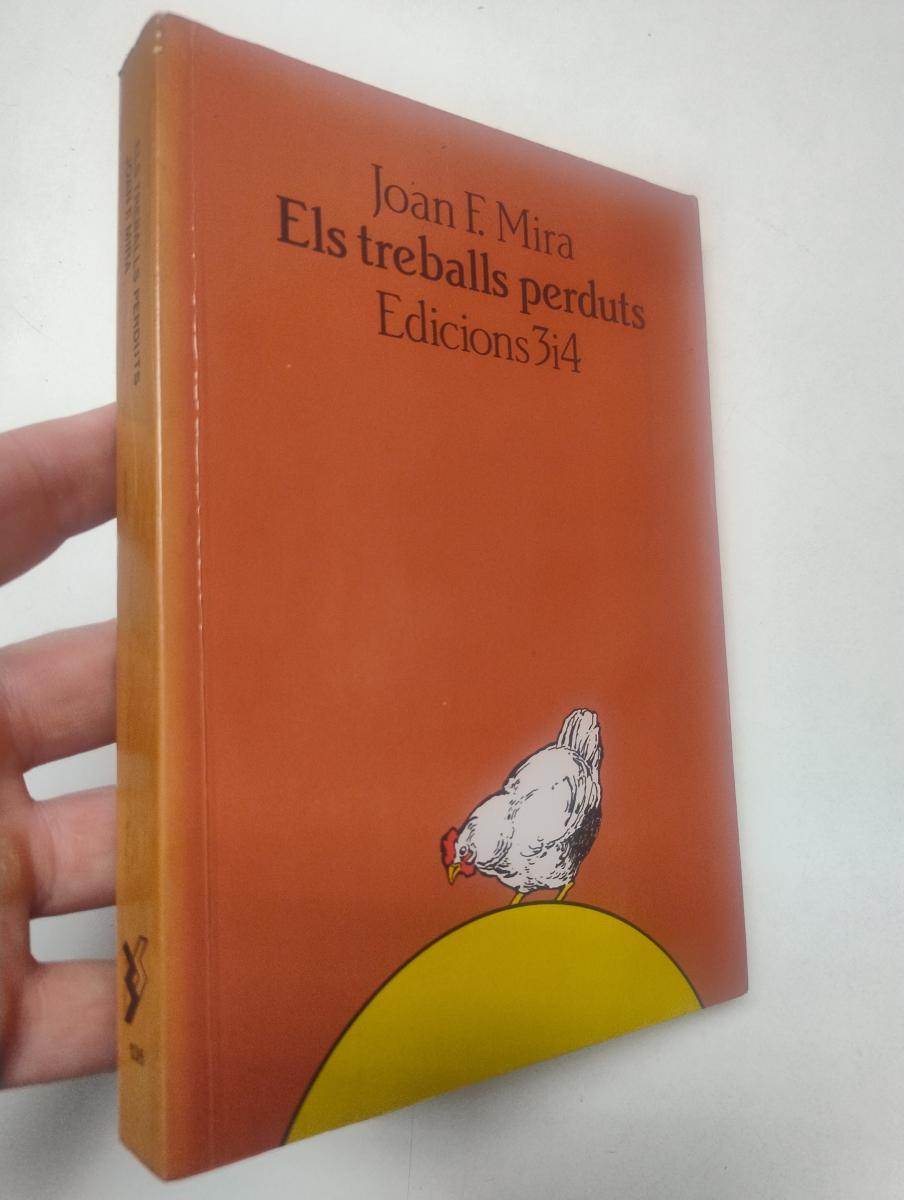 Joan F. Mira
Els treballs perduts
Edicions 3i4
ELS TREBALLS PERDUTS
JOAN F. MIRA